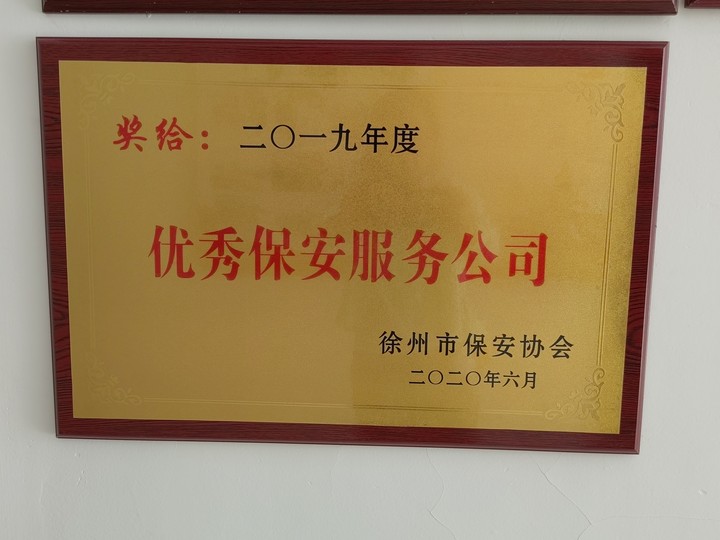 奖给：二〇一九年度
优秀保安服务公司
徐州市保安协会
二〇二〇年六月